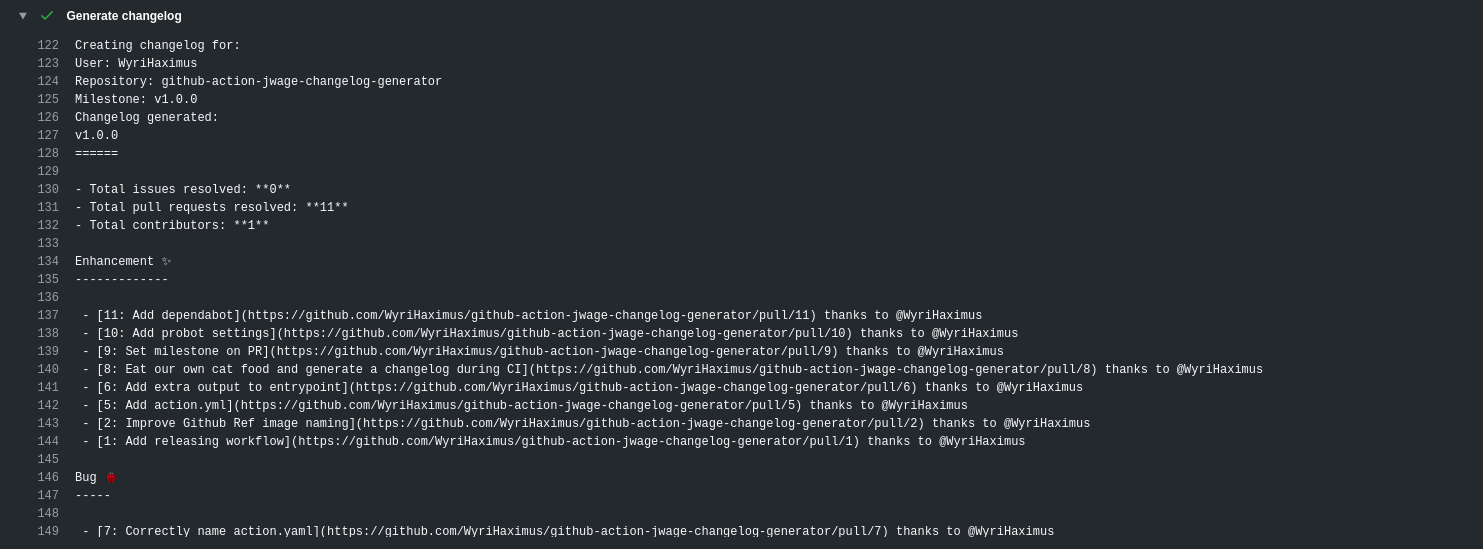 ▼ ✓ Generate changelog
122 Creating changelog for:
123 User: WyriHaximus
124 Repository: github-action-jwage-changelog-generator
125 Milestone: v1.0.0
126 Changelog generated:
127 v1.0.0
128 ======
129
130 - Total issues resolved: **0**
131 - Total pull requests resolved: **11**
132 - Total contributors: **1**
133
134 Enhancement ✨
135 -------------
136
137  - [11: Add dependabot](https://github.com/WyriHaximus/github-action-jwage-changelog-generator/pull/11) thanks to @WyriHaximus
138  - [10: Add probot settings](https://github.com/WyriHaximus/github-action-jwage-changelog-generator/pull/10) thanks to @WyriHaximus
139  - [9: Set milestone on PR](https://github.com/WyriHaximus/github-action-jwage-changelog-generator/pull/9) thanks to @WyriHaximus
140  - [8: Eat our own cat food and generate a changelog during CI](https://github.com/WyriHaximus/github-action-jwage-changelog-generator/pull/8) thanks to @WyriHaximus
141  - [6: Add extra output to entrypoint](https://github.com/WyriHaximus/github-action-jwage-changelog-generator/pull/6) thanks to @WyriHaximus
142  - [5: Add action.yml](https://github.com/WyriHaximus/github-action-jwage-changelog-generator/pull/5) thanks to @WyriHaximus
143  - [2: Improve Github Ref image naming](https://github.com/WyriHaximus/github-action-jwage-changelog-generator/pull/2) thanks to @WyriHaximus
144  - [1: Add releasing workflow](https://github.com/WyriHaximus/github-action-jwage-changelog-generator/pull/1) thanks to @WyriHaximus
145
146 Bug 🐞
147 -----
148
149  - [7: Correctly name action.yaml](https://github.com/WyriHaximus/github-action-jwage-changelog-generator/pull/7) thanks to @WyriHaximus